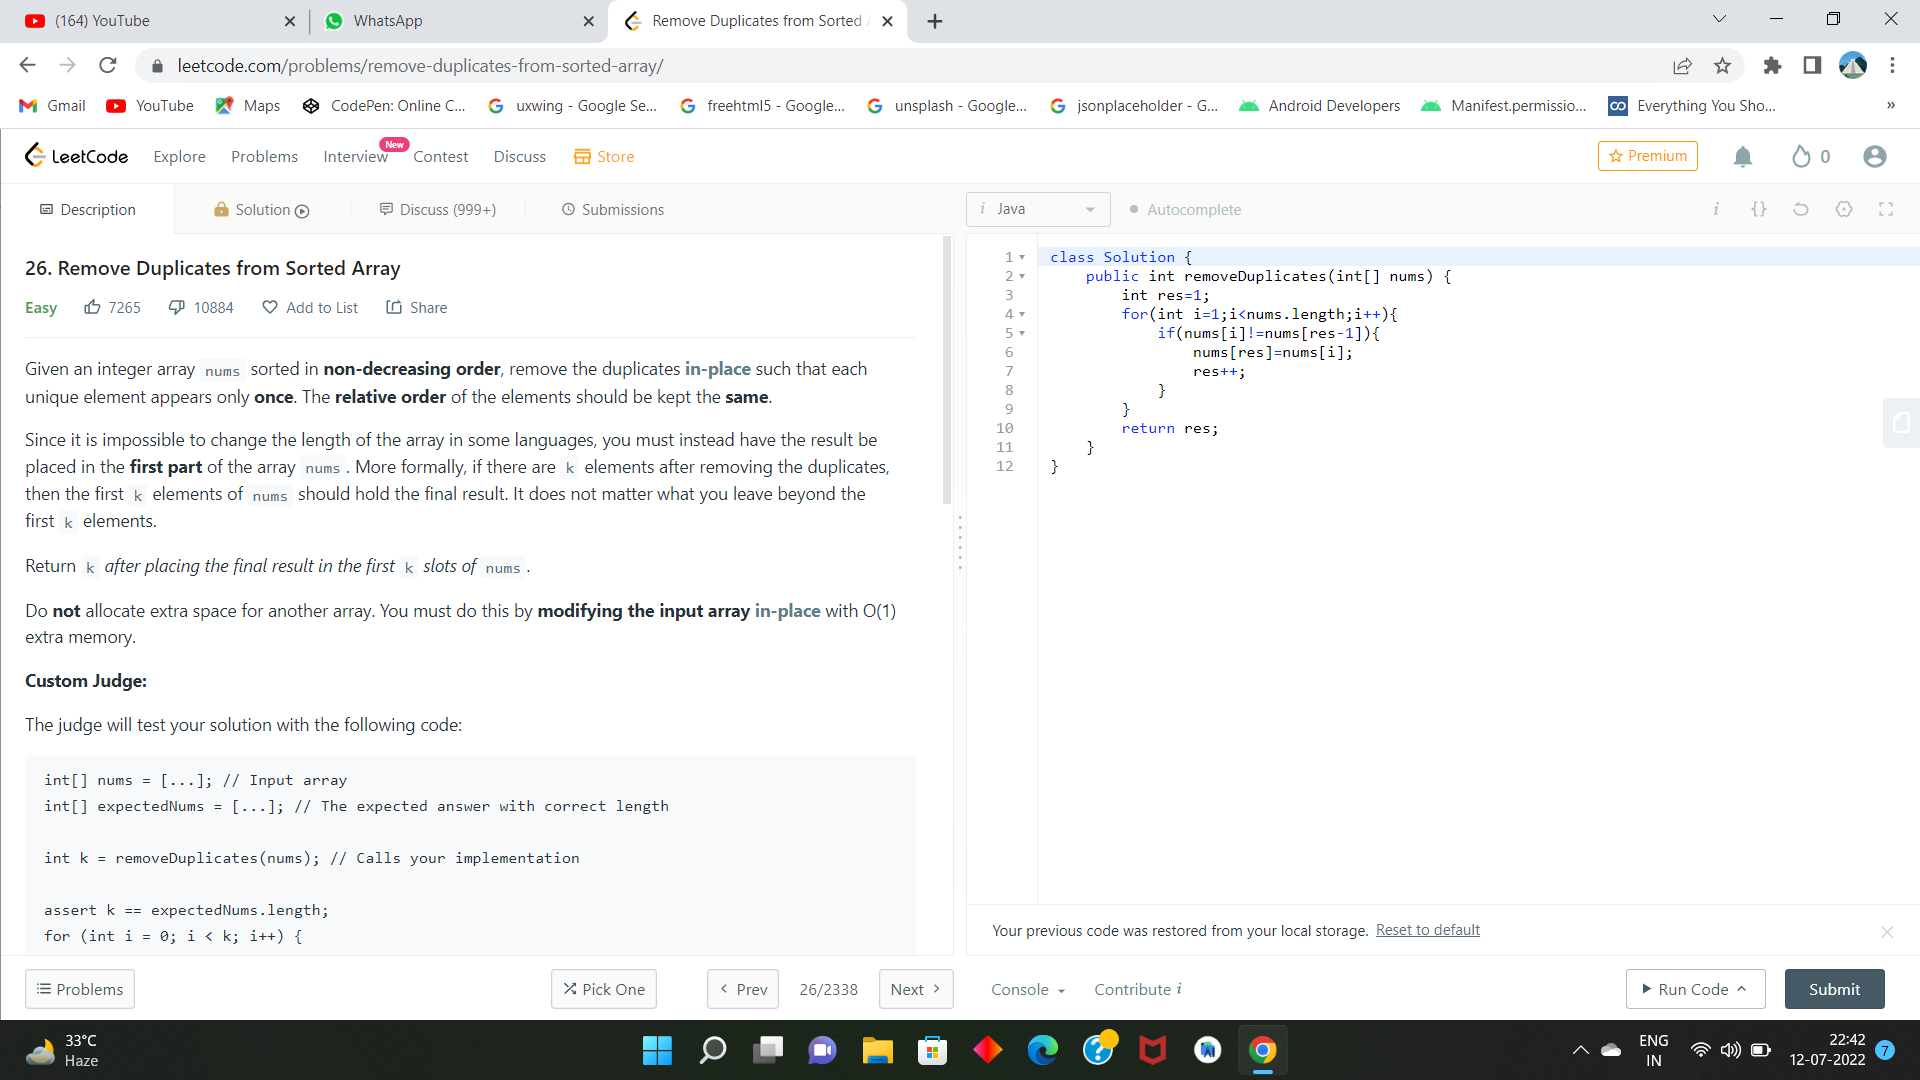 (164) YouTube
WhatsApp
Remove Duplicates from Sorted A
leetcode.com/problems/remove-duplicates-from-sorted-array/
Gmail YouTube Maps CodePen: Online C... uxwing - Google Se... freehtml5 - Google... unsplash - Google... jsonplaceholder - G... Android Developers Manifest.permissio... Everything You Sho... »
LeetCode Explore Problems Interview New Contest Discuss Store Premium 0
Description Solution Discuss (999+) Submissions
i Java Autocomplete i {}
26. Remove Duplicates from Sorted Array
Easy 7265 10884 Add to List Share
Given an integer array nums sorted in non-decreasing order, remove the duplicates in-place such that each
unique element appears only once. The relative order of the elements should be kept the same.
Since it is impossible to change the length of the array in some languages, you must instead have the result be
placed in the first part of the array nums . More formally, if there are k elements after removing the duplicates,
then the first k elements of nums should hold the final result. It does not matter what you leave beyond the
first k elements.
Return k after placing the final result in the first k slots of nums .
Do not allocate extra space for another array. You must do this by modifying the input array in-place with O(1)
extra memory.
Custom Judge:
The judge will test your solution with the following code:
int[] nums = [...]; // Input array
int[] expectedNums = [...]; // The expected answer with correct length
int k = removeDuplicates(nums); // Calls your implementation
assert k == expectedNums.length;
for (int i = 0; i < k; i++) {
1 class Solution {
2 public int removeDuplicates(int[] nums) {
3 int res=1;
4 for(int i=1;i<nums.length;i++){
5 if(nums[i]!=nums[res-1]){
6 nums[res]=nums[i];
7 res++;
8 }
9 }
10 return res;
11 }
12 }
Your previous code was restored from your local storage. Reset to default
Problems Pick One Prev 26/2338 Next Console Contribute i Run Code Submit
33°C
Haze
ENG
IN
22:42
12-07-2022
7